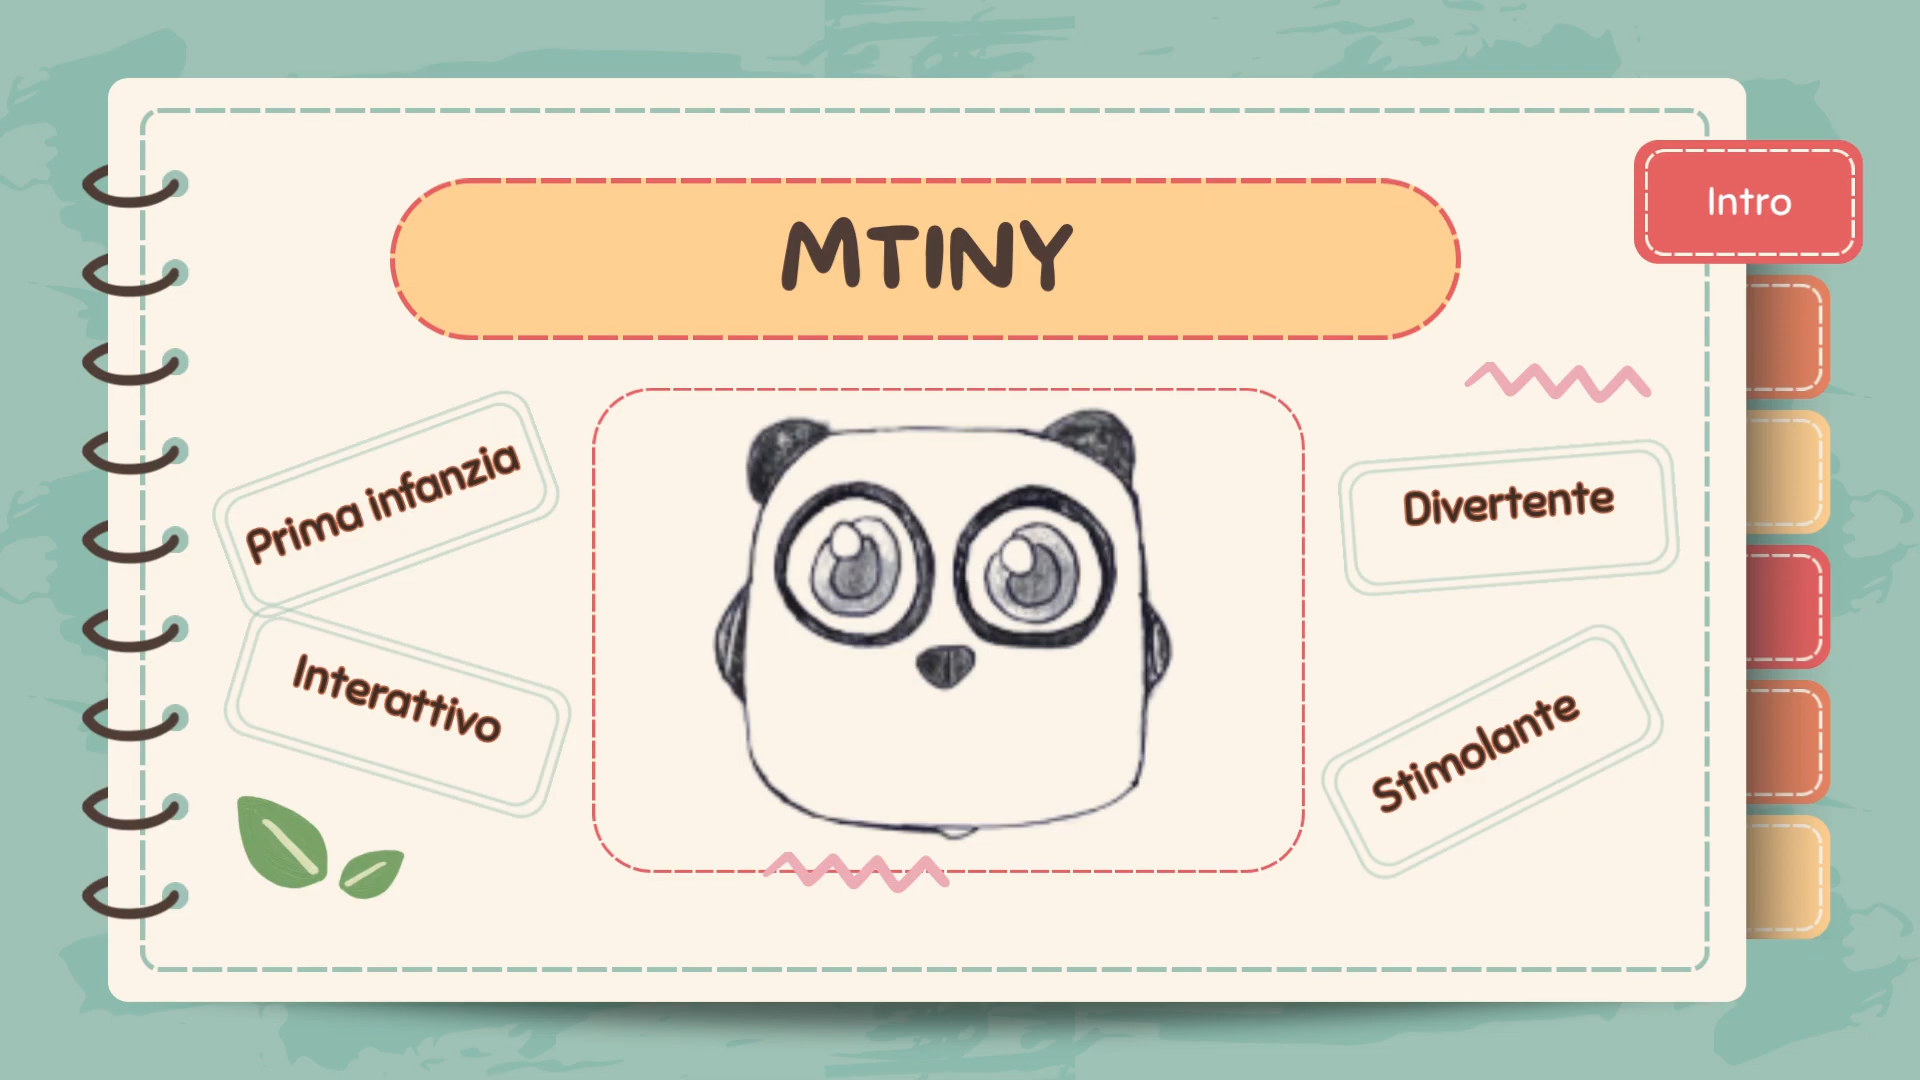 MTINY
Intro
Prima infanzia
Divertente
Interattivo
Stimolante